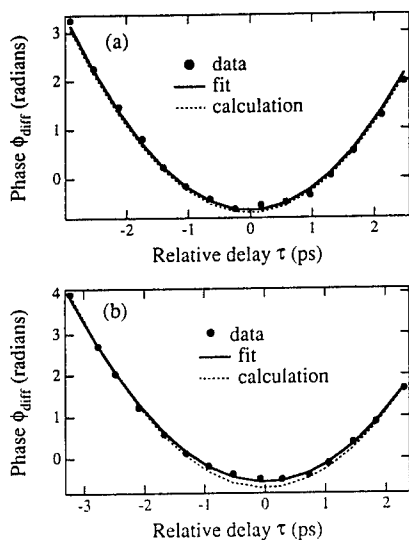 3
2
1
0
Phase ϕdiff (radians)
(a)
data
fit
calculation
-2
-1
0
1
2
Relative delay τ (ps)
4
3
2
1
0
Phase ϕdiff (radians)
(b)
data
fit
calculation
-3
-2
-1
0
1
2
Relative delay τ (ps)